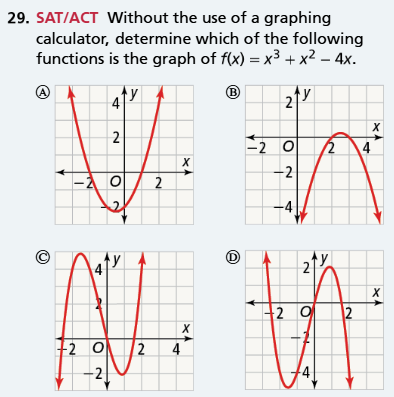 29. SAT/ACT Without the use of a graphing
calculator, determine which of the following
functions is the graph of f(x) = x³ + x² – 4x.
Ⓐ
4 y
2
x
–2 O 2
–2
Ⓑ
2 y
x
–2 O 2 4
–2
–4
Ⓒ
4 y
2
x
–2 O 2 4
–2
Ⓓ
2 y
x
–2 O 2
–2
–4